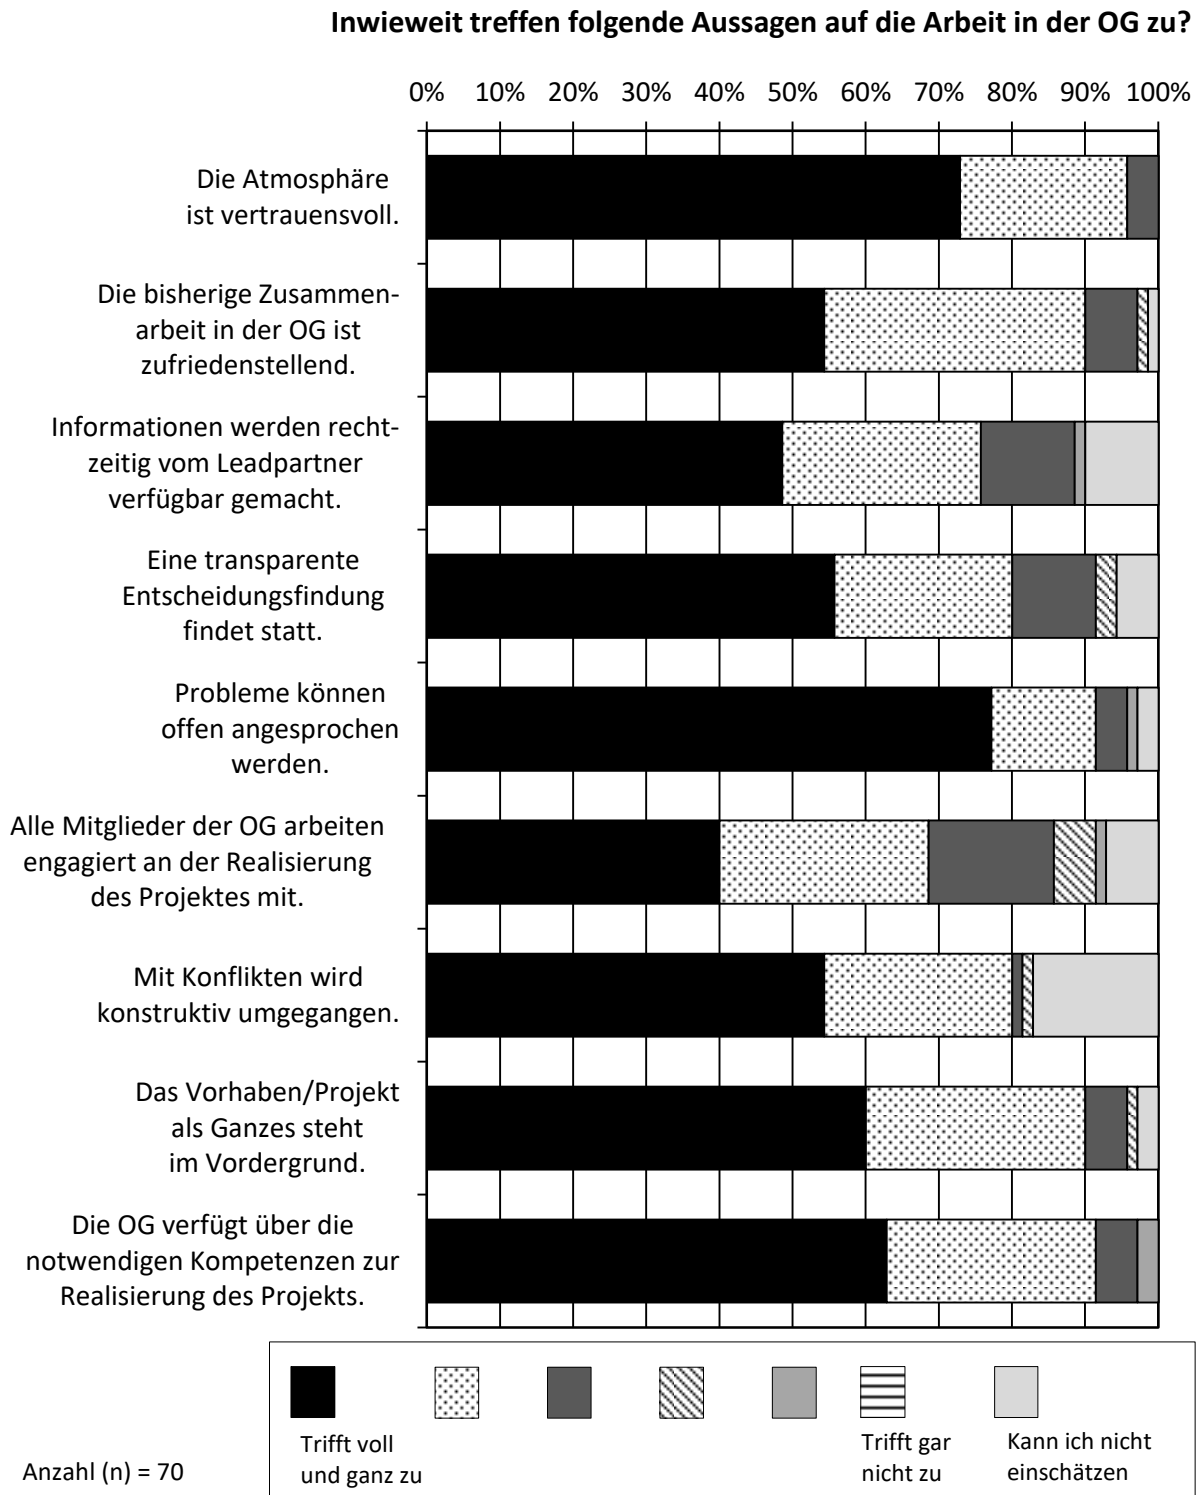 Inwieweit treffen folgende Aussagen auf die Arbeit in der OG zu?
0% 10% 20% 30% 40% 50% 60% 70% 80% 90% 100%
Die Atmosphäre
ist vertrauensvoll.
Die bisherige Zusammen-
arbeit in der OG ist
zufriedenstellend.
Informationen werden recht-
zeitig vom Leadpartner
verfügbar gemacht.
Eine transparente
Entscheidungsfindung
findet statt.
Probleme können
offen angesprochen
werden.
Alle Mitglieder der OG arbeiten
engagiert an der Realisierung
des Projektes mit.
Mit Konflikten wird
konstruktiv umgegangen.
Das Vorhaben/Projekt
als Ganzes steht
im Vordergrund.
Die OG verfügt über die
notwendigen Kompetenzen zur
Realisierung des Projekts.
Trifft voll
und ganz zu
Trifft gar
nicht zu
Kann ich nicht
einschätzen
Anzahl (n) = 70